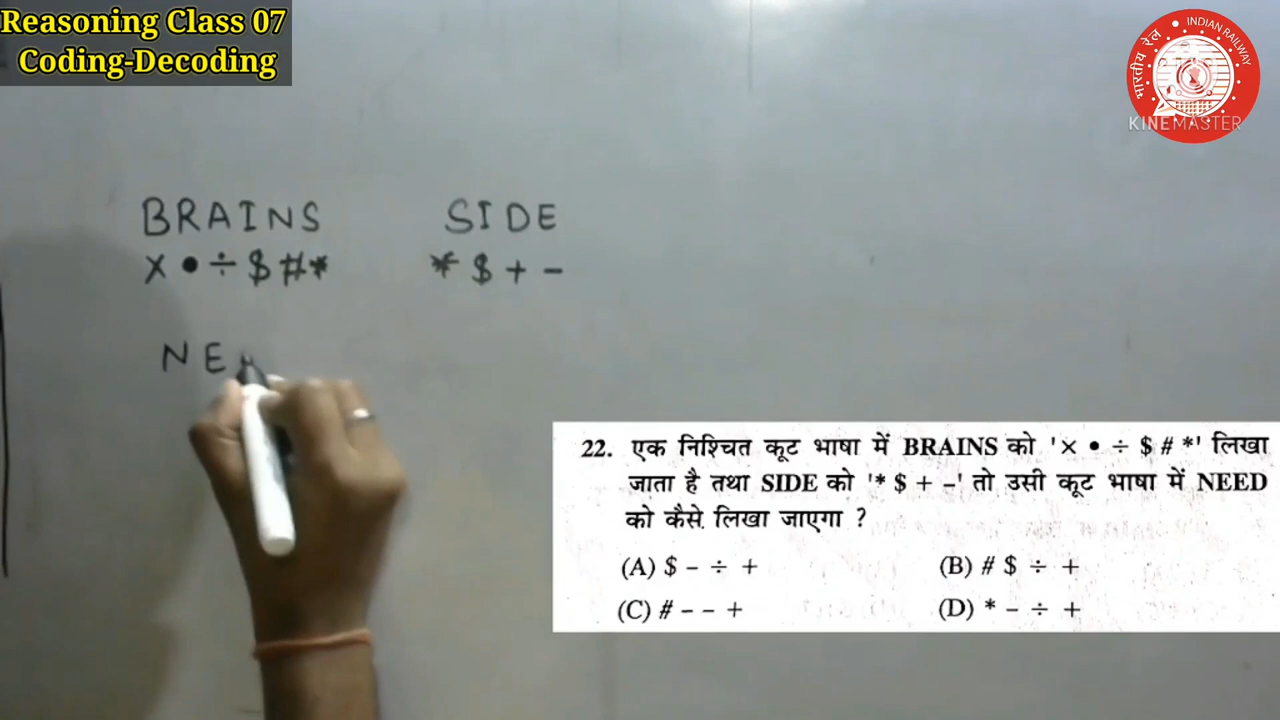 Reasoning Class 07
Coding-Decoding
भारतीय रेल • INDIAN RAILWAY
KINEMASTER
BRAINS SIDE
× • ÷ $ # * * $ + -
N E
22. एक निश्चित कूट भाषा में BRAINS को '× • ÷ $ # *' लिखा
जाता है तथा SIDE को '* $ + –' तो उसी कूट भाषा में NEED
को कैसे लिखा जाएगा ?
(A) $ – ÷ + (B) # $ ÷ +
(C) # – – + (D) * – ÷ +